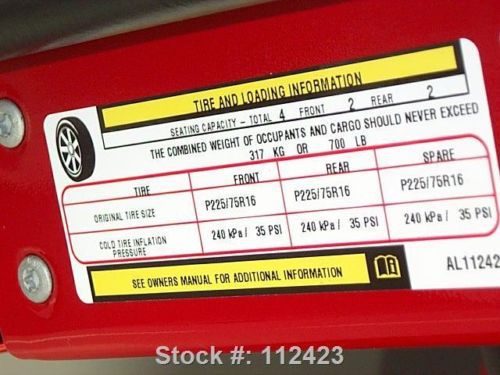 TIRE AND LOADING INFORMATION
SEATING CAPACITY - TOTAL 4 FRONT 2 REAR 2
THE COMBINED WEIGHT OF OCCUPANTS AND CARGO SHOULD NEVER EXCEED
317 KG OR 700 LB
TIRE FRONT REAR SPARE
ORIGINAL TIRE SIZE P225/75R16 P225/75R16 P225/75R16
COLD TIRE INFLATION PRESSURE 240 kPa/ 35 PSI 240 kPa/ 35 PSI 240 kPa/ 35 PSI
SEE OWNERS MANUAL FOR ADDITIONAL INFORMATION
AL11242
Stock #: 112423